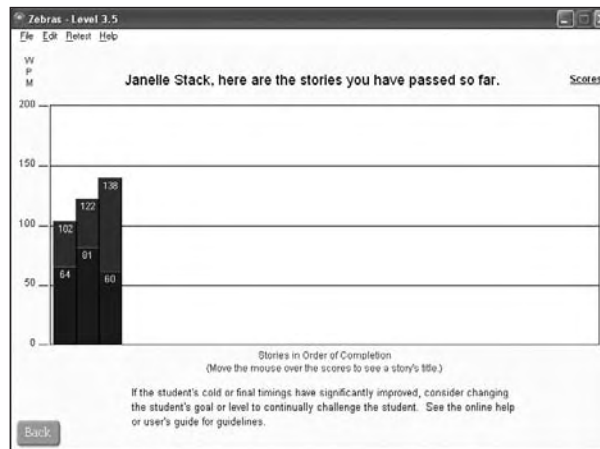 Zebras - Level 3.5
File Edit Retest Help
W
P
M
Janelle Stack, here are the stories you have passed so far.
Scores
200
150
138
122
100
102
81
64
60
50
0
Stories in Order of Completion
(Move the mouse over the scores to see a story's title.)
If the student's cold or final timings have significantly improved, consider changing
the student's goal or level to continually challenge the student. See the online help
or user's guide for guidelines.
Back